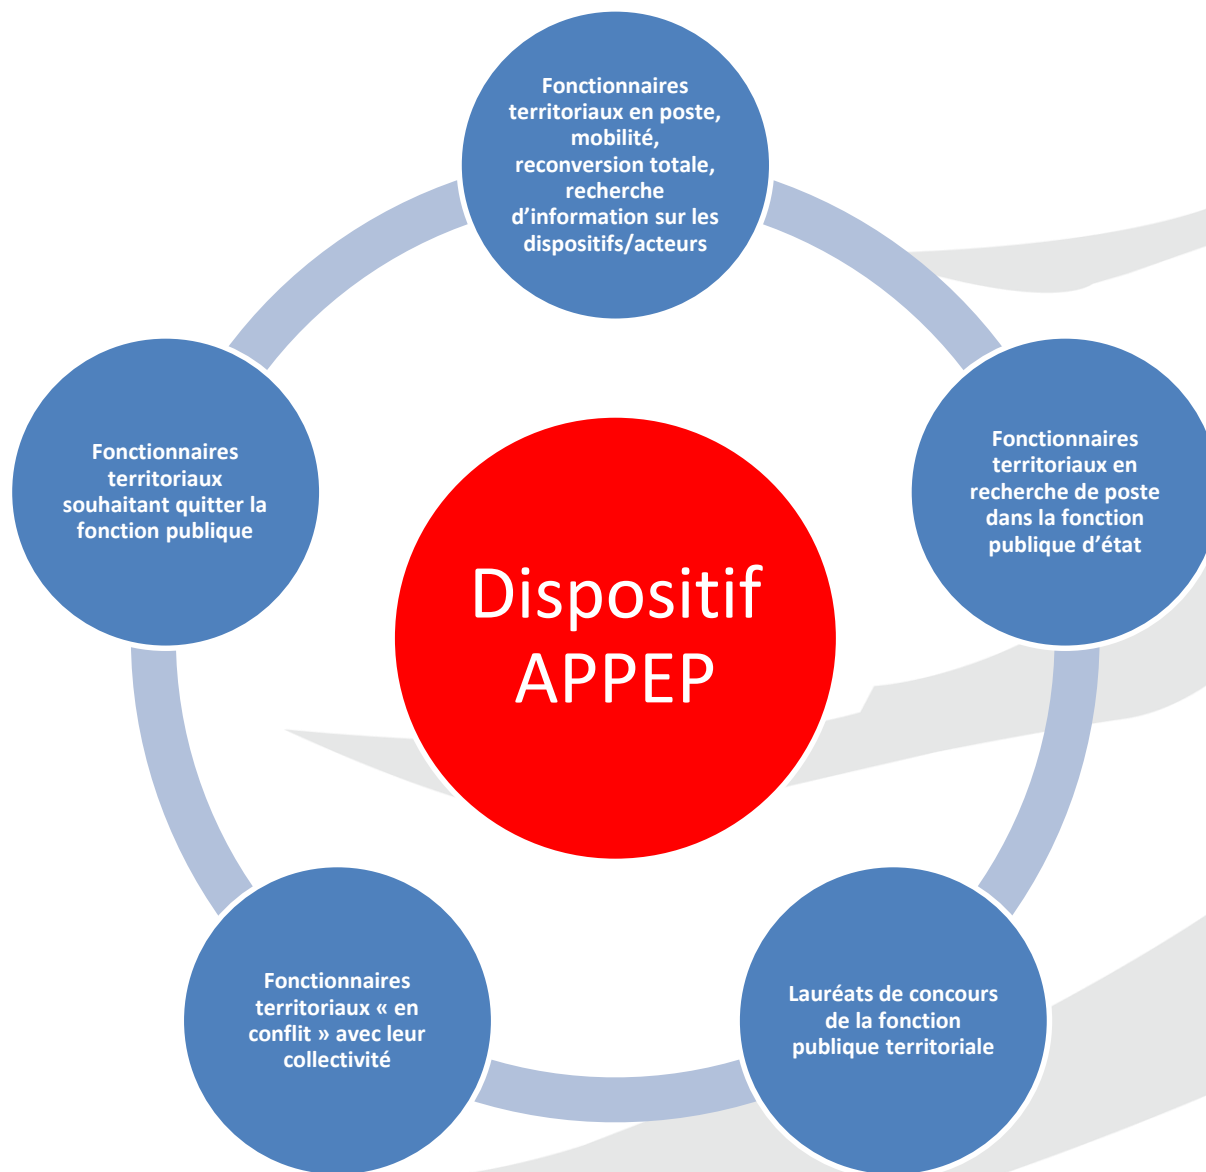 Fonctionnaires
territoriaux en poste,
mobilité,
reconversion totale,
recherche
d’information sur les
dispositifs/acteurs
Fonctionnaires
territoriaux
souhaitant quitter la
fonction publique
Fonctionnaires
territoriaux en
recherche de poste
dans la fonction
publique d’état
Dispositif
APPEP
Fonctionnaires
territoriaux « en
conflit » avec leur
collectivité
Lauréats de concours
de la fonction
publique territoriale